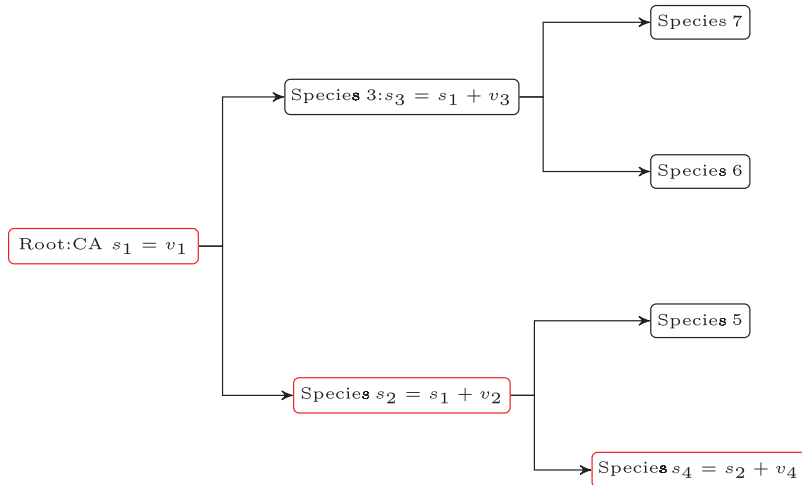 Species 7
Species 3:s₃ = s₁ + v₃
Species 6
Root:CA s₁ = v₁
Species 5
Species s₂ = s₁ + v₂
Species s₄ = s₂ + v₄